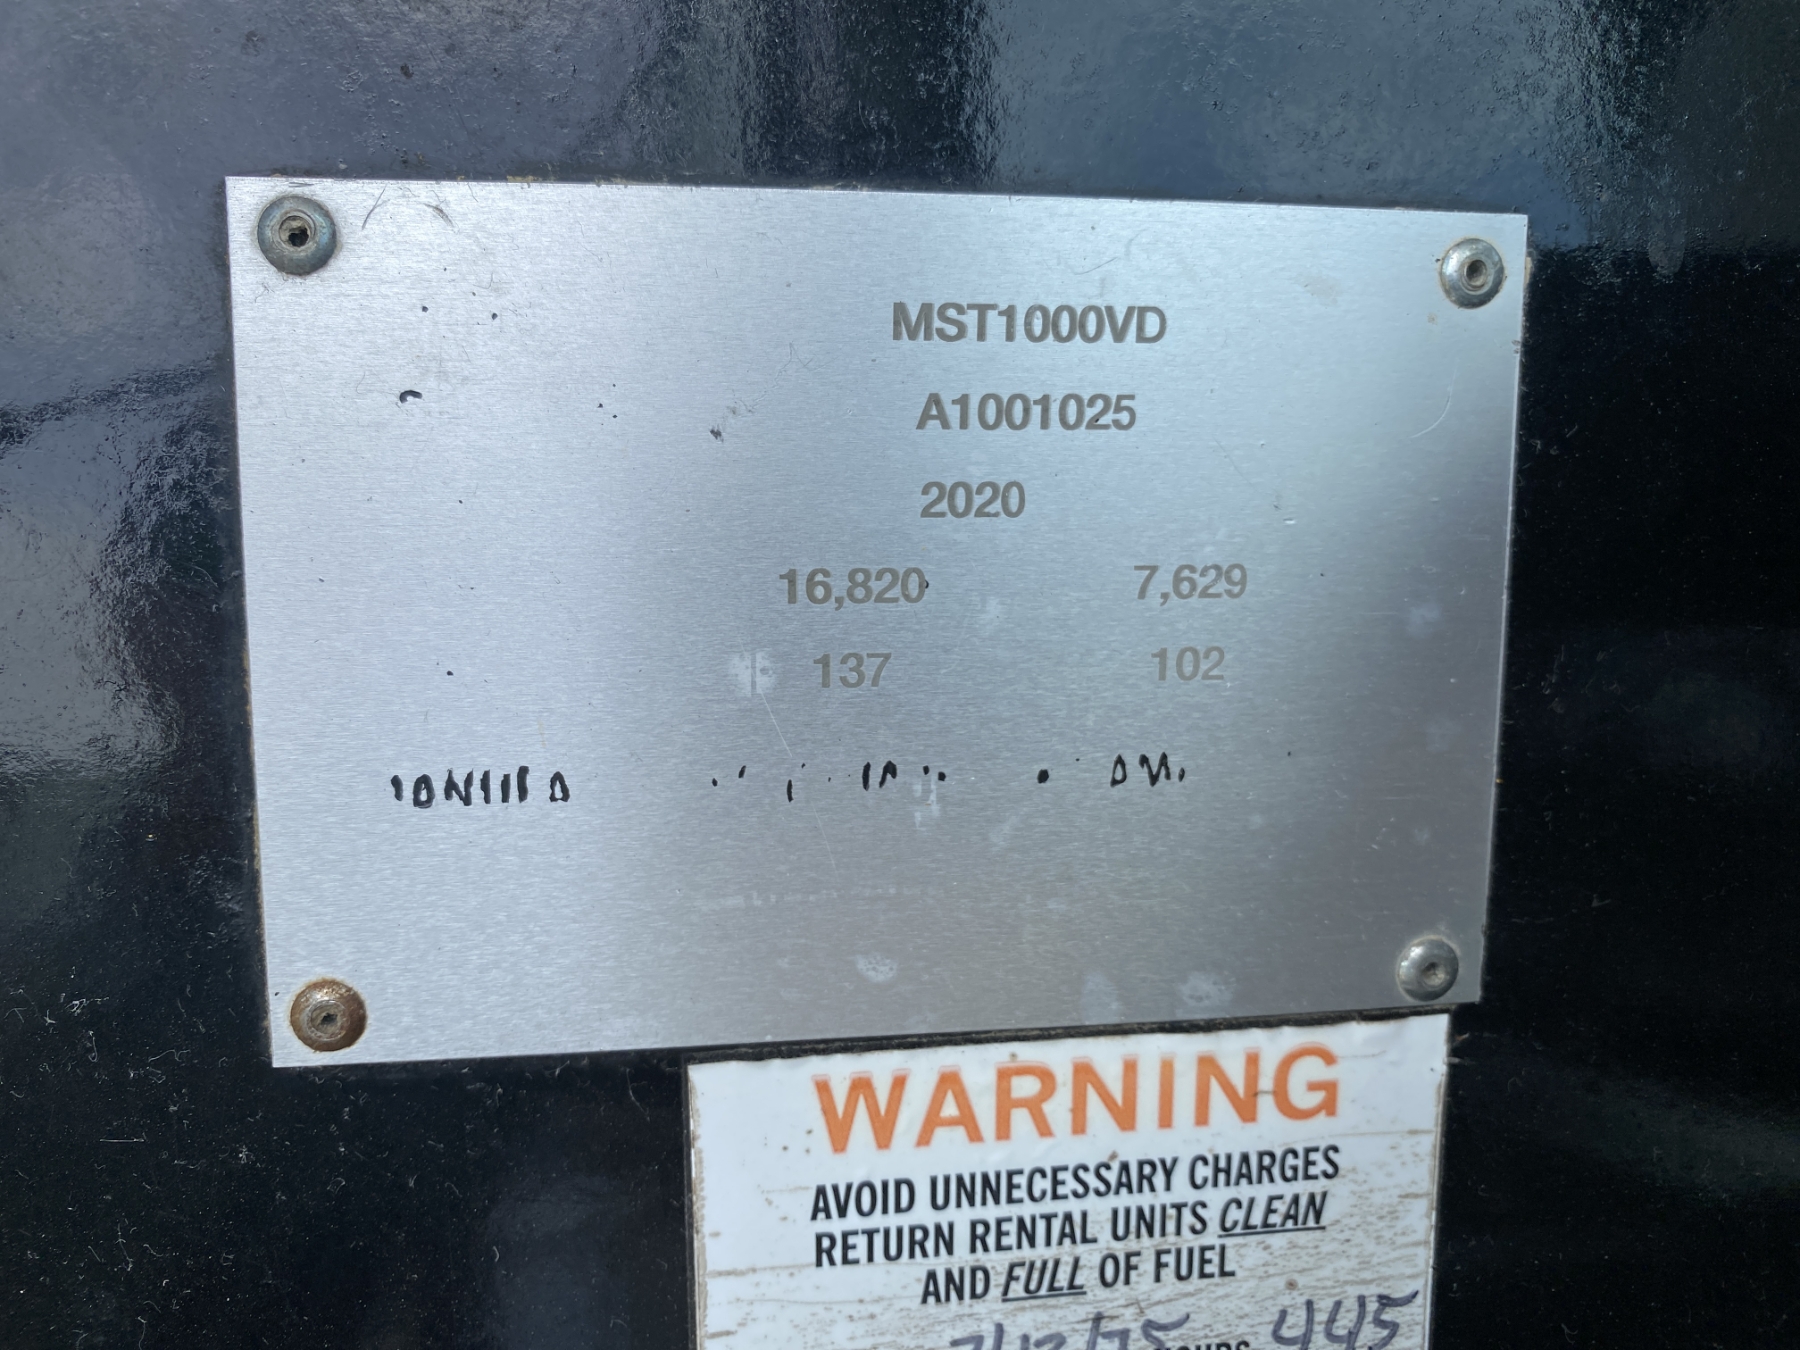 MST1000VD
A1001025
2020
16,820 7,629
137 102
WARNING
AVOID UNNECESSARY CHARGES
RETURN RENTAL UNITS CLEAN
AND FULL OF FUEL
HOURS 445